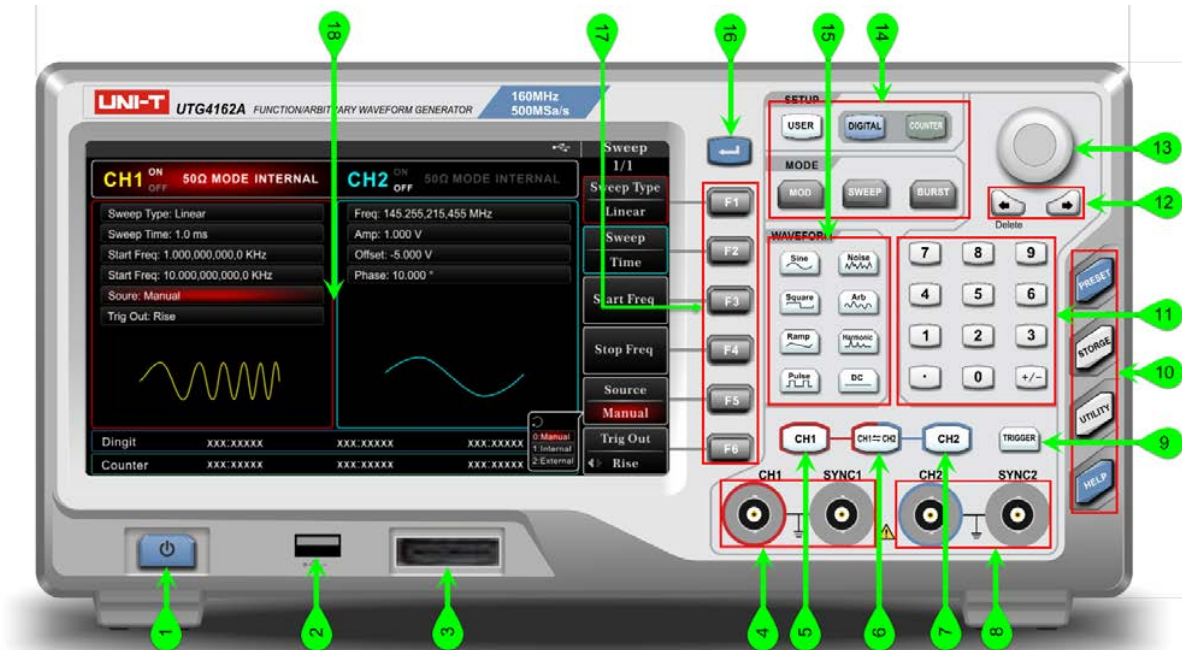 18
17
16
15
14
UNI-T UTG4162A FUNCTION/ARBITRARY WAVEFORM GENERATOR
160MHz
500MSa/s
CH1 ON OFF 50Ω MODE INTERNAL
CH2 ON OFF 50Ω MODE INTERNAL
Sweep Type: Linear
Sweep Time: 1.0 ms
Start Freq: 1.000,000,000,0 KHz
Start Freq: 10.000,000,000,0 KHz
Soure: Manual
Trig Out: Rise
Freq: 145.255,215,455 MHz
Amp: 1.000 V
Offset: -5.000 V
Phase: 10.000 °
Dingit xxx:xxxxx xxx:xxxxx xxx:xxxxx
Counter xxx:xxxxx xxx:xxxxx xxx:xxxxx
0:Manual
1:Internal
2:External
Sweep
1/1
Sweep Type
Linear
Sweep
Time
Start Freq
Stop Freq
Source
Manual
Trig Out
Rise
F1
F2
F3
F4
F5
F6
SETUP
USER DIGITAL COUNTER
MODE
MOD SWEEP BURST
WAVEFORM
Sine Noise
Square Arb
Ramp Harmonic
Pulse DC
13
12
Delete
7 8 9
4 5 6
1 2 3
. 0 +/-
11
PRESET
STORGE
UTILITY
HELP
10
CH1 CH1⇆CH2 CH2
TRIGGER
9
CH1 SYNC1 CH2 SYNC2
1
2
3
4
5
6
7
8